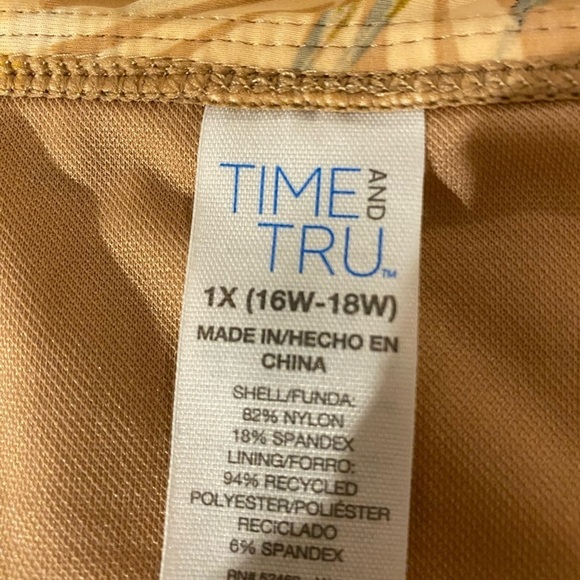 TIME AND
TRU™
1X (16W-18W)
MADE IN/HECHO EN
CHINA
SHELL/FUNDA:
82% NYLON
18% SPANDEX
LINING/FORRO:
94% RECYCLED
POLYESTER/POLIÉSTER
RECICLADO
6% SPANDEX